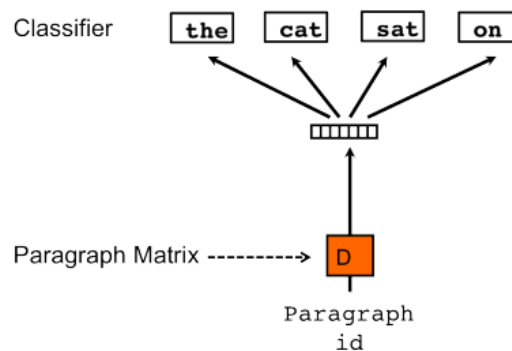 Classifier the cat sat on
Paragraph Matrix D
Paragraph
id